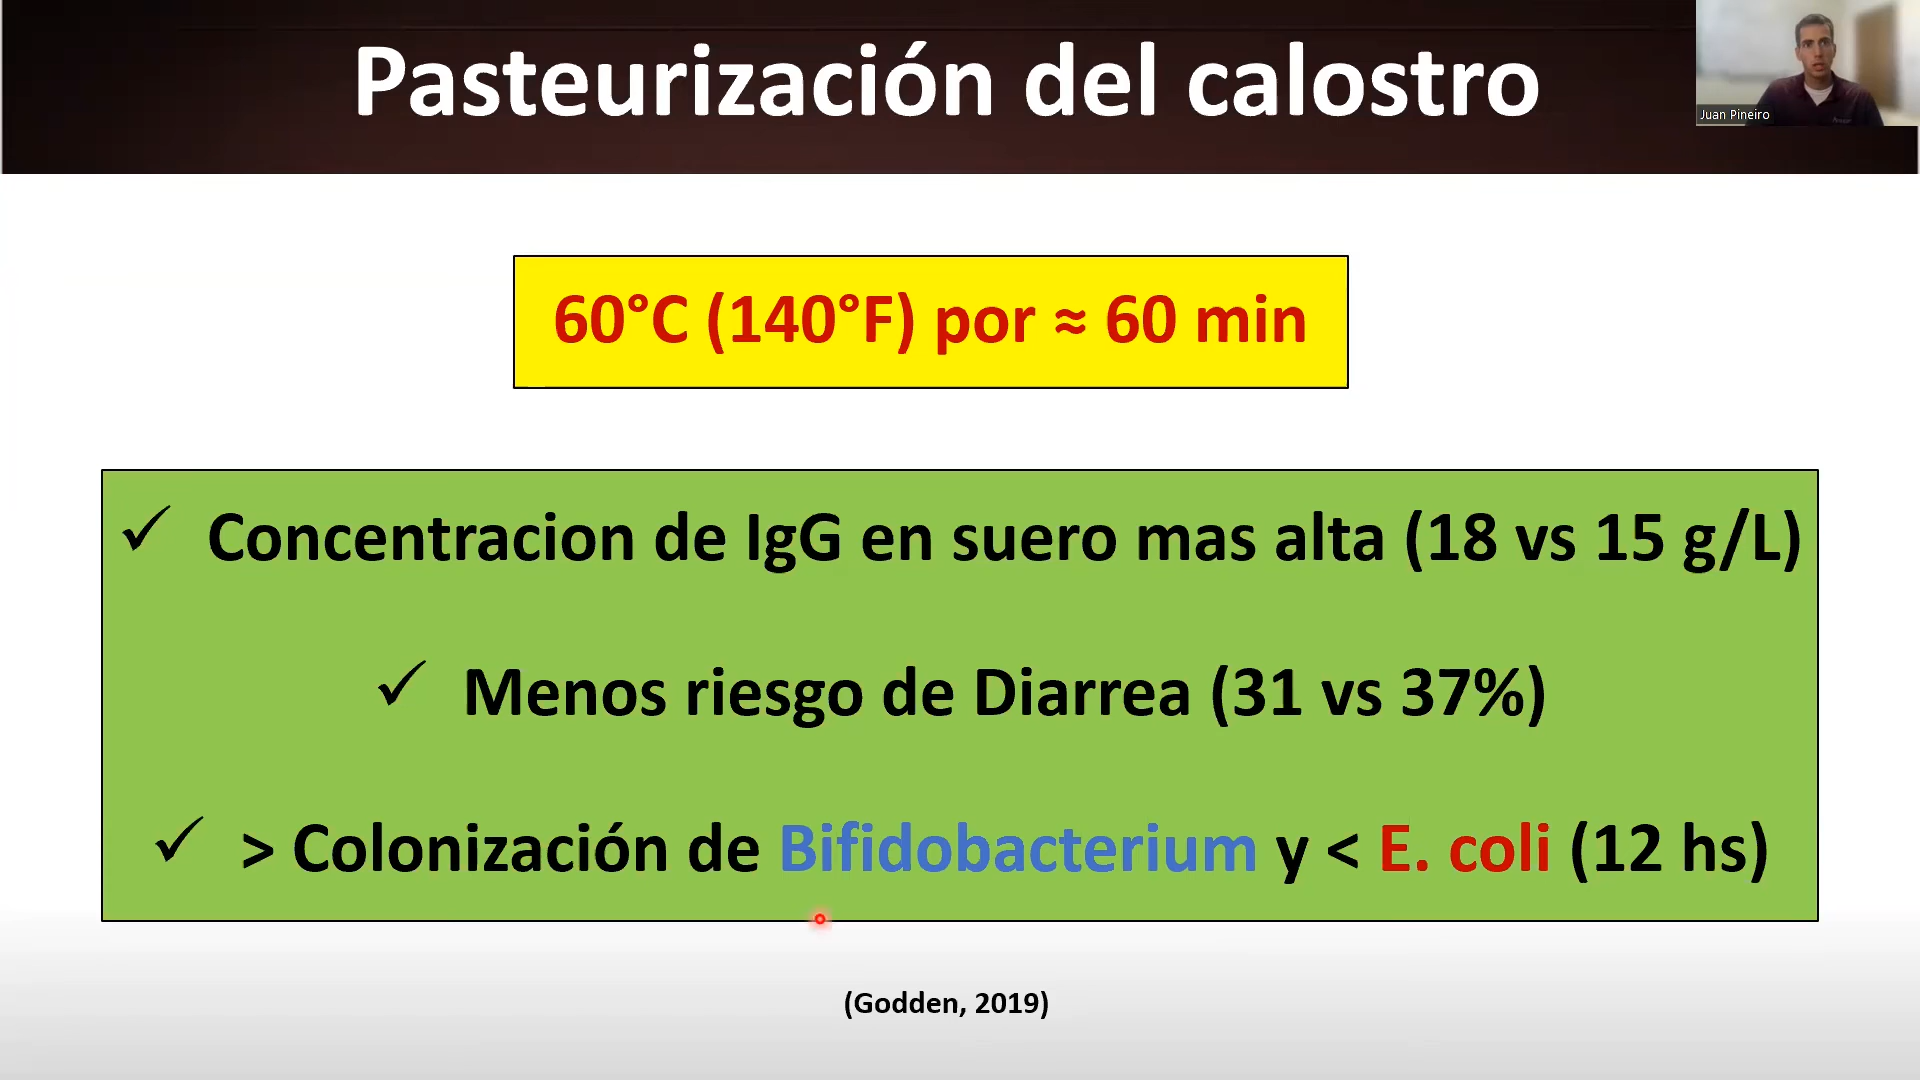 Pasteurización del calostro
Juan Pineiro
60°C (140°F) por ≈ 60 min
✓ Concentracion de IgG en suero mas alta (18 vs 15 g/L)
✓ Menos riesgo de Diarrea (31 vs 37%)
✓ > Colonización de Bifidobacterium y < E. coli (12 hs)
(Godden, 2019)